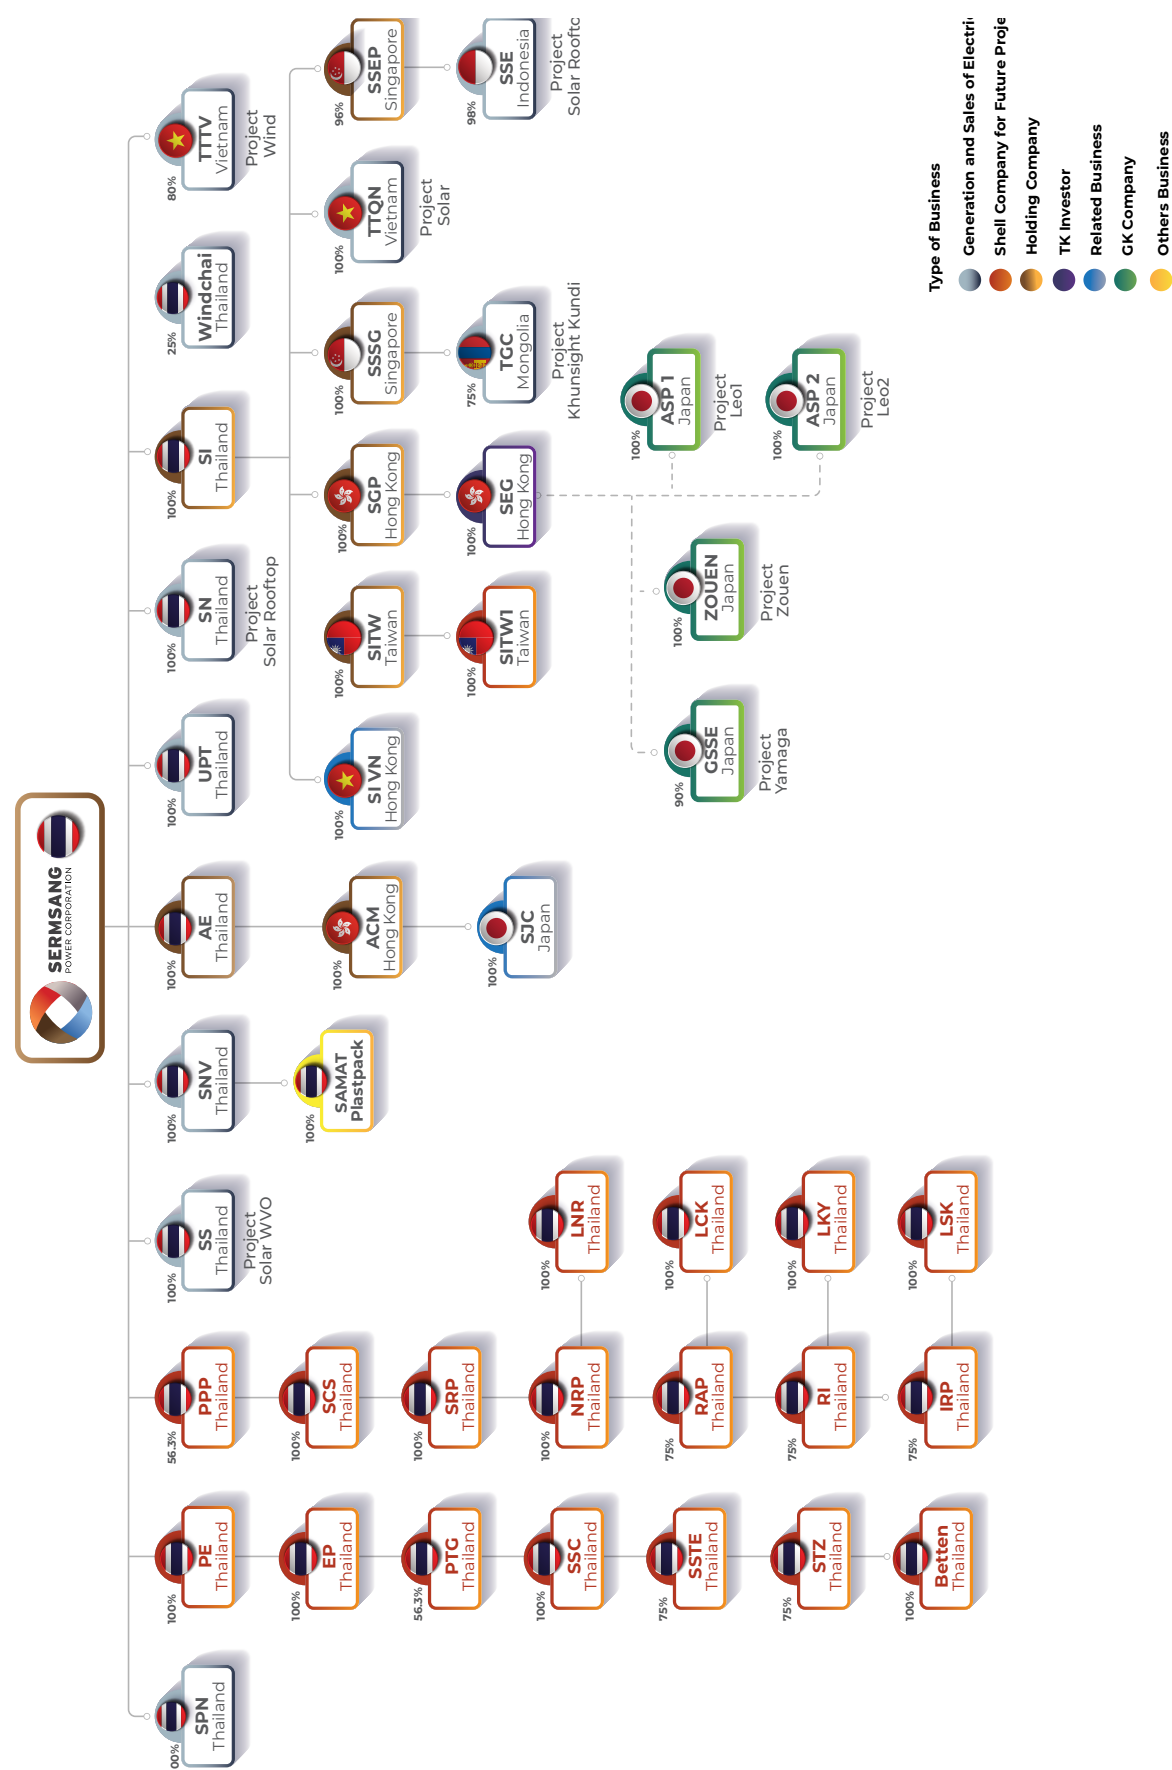 SERMSANG
POWER CORPORATION
00%
SPN
Thailand
100%
PE
Thailand
100%
EP
Thailand
56.3%
PTG
Thailand
100%
SSC
Thailand
75%
SSTE
Thailand
75%
STZ
Thailand
100%
Betten
Thailand
56.3%
PPP
Thailand
100%
SCS
Thailand
100%
SRP
Thailand
100%
NRP
Thailand
100%
LNR
Thailand
75%
RAP
Thailand
100%
LCK
Thailand
75%
RI
Thailand
100%
LKY
Thailand
75%
IRP
Thailand
100%
LSK
Thailand
100%
SS
Thailand
Project
Solar WVO
100%
SNV
Thailand
100%
SAMAT
Plastpack
100%
AE
Thailand
100%
ACM
Hong Kong
100%
SJC
Japan
100%
UPT
Thailand
100%
SN
Thailand
Project
Solar Rooftop
100%
SI
Thailand
25%
Windchai
Thailand
80%
TTTV
Vietnam
Project
Wind
100%
SI VN
Hong Kong
100%
SITW
Taiwan
100%
SITW1
Taiwan
100%
SGP
Hong Kong
100%
SEG
Hong Kong
100%
SSSG
Singapore
75%
TGC
Mongolia
Project
Khunsight Kundi
100%
TTQN
Vietnam
Project
Solar
96%
SSEP
Singapore
98%
SSE
Indonesia
Project
Solar Roofto
90%
GSSE
Japan
Project
Yamaga
100%
ZOUEN
Japan
Project
Zouen
100%
ASP 1
Japan
Project
Leo1
100%
ASP 2
Japan
Project
Leo2
Type of Business
Generation and Sales of Electri
Shell Company for Future Proje
Holding Company
TK Investor
Related Business
GK Company
Others Business